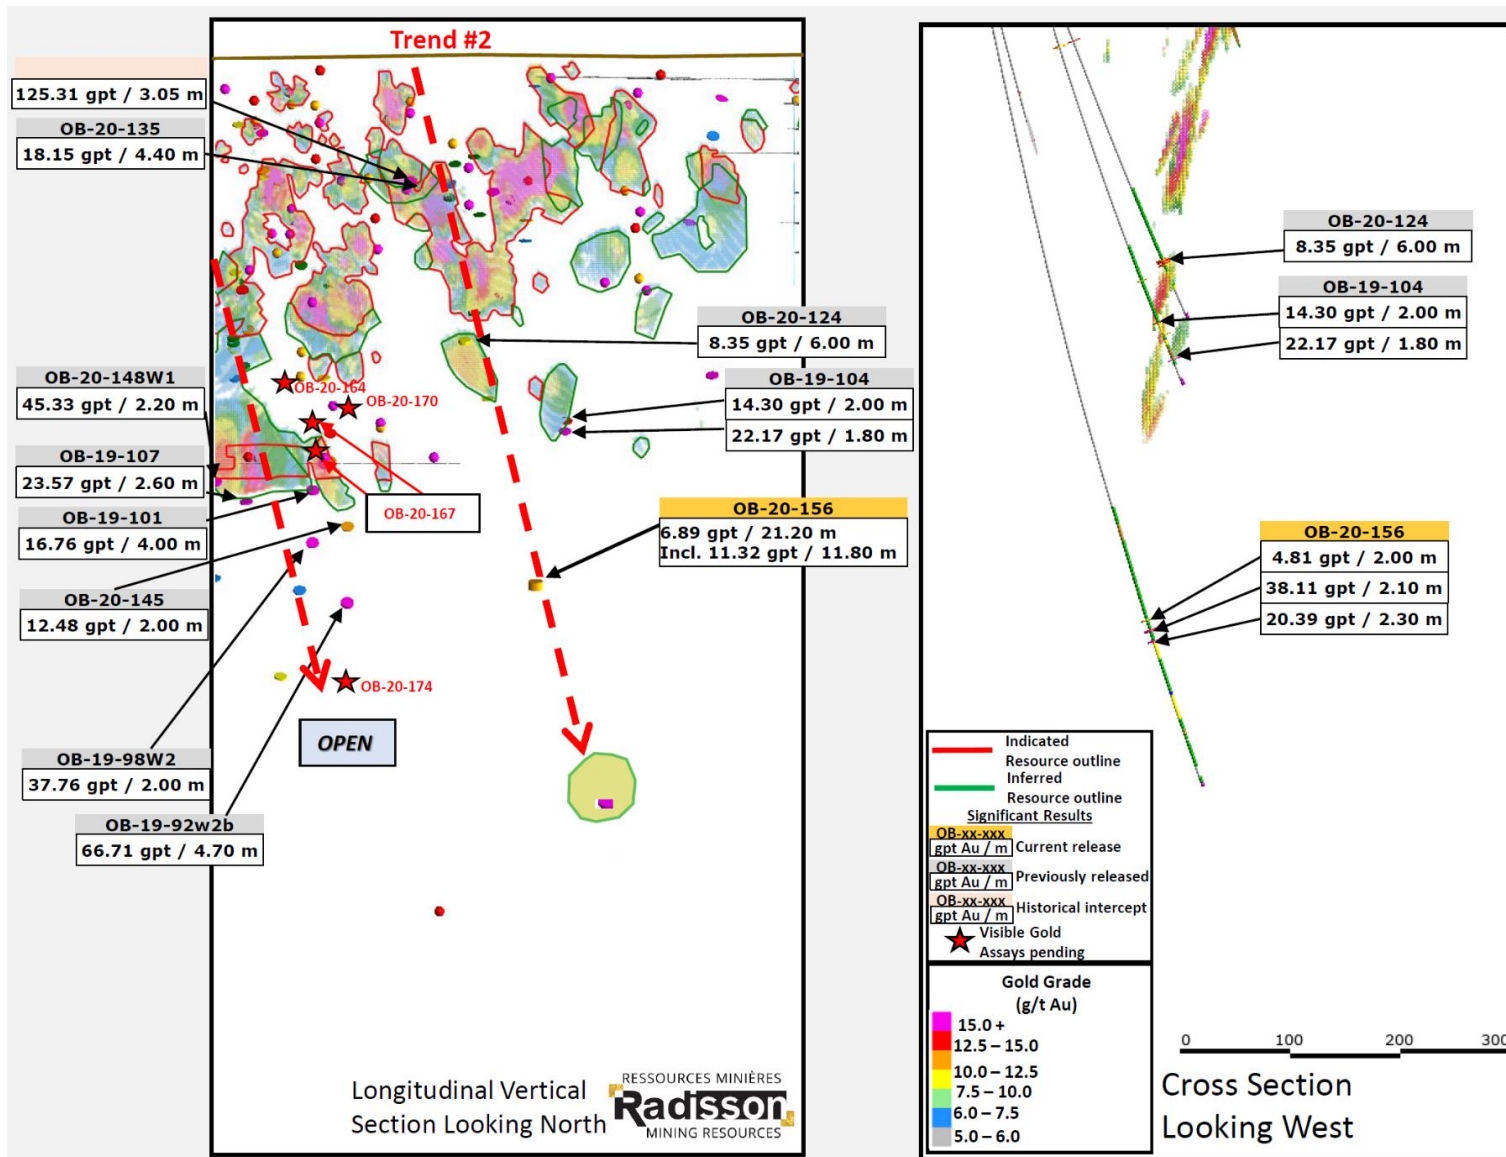 Trend #2
125.31 gpt / 3.05 m
OB-20-135
18.15 gpt / 4.40 m
OB-20-124
8.35 gpt / 6.00 m
OB-19-104
14.30 gpt / 2.00 m
22.17 gpt / 1.80 m
OB-20-148W1
45.33 gpt / 2.20 m
OB-20-164
OB-20-170
OB-19-107
23.57 gpt / 2.60 m
OB-20-167
OB-19-101
16.76 gpt / 4.00 m
OB-20-156
6.89 gpt / 21.20 m
Incl. 11.32 gpt / 11.80 m
OB-20-145
12.48 gpt / 2.00 m
OB-20-174
OPEN
OB-19-98W2
37.76 gpt / 2.00 m
OB-19-92w2b
66.71 gpt / 4.70 m
Longitudinal Vertical
Section Looking North
RESSOURCES MINIÈRES
Radisson
MINING RESOURCES
OB-20-124
8.35 gpt / 6.00 m
OB-19-104
14.30 gpt / 2.00 m
22.17 gpt / 1.80 m
OB-20-156
4.81 gpt / 2.00 m
38.11 gpt / 2.10 m
20.39 gpt / 2.30 m
Indicated
Resource outline
Inferred
Resource outline
Significant Results
OB-xx-xxx
gpt Au / m
Current release
OB-xx-xxx
gpt Au / m
Previously released
OB-xx-xxx
gpt Au / m
Historical intercept
Visible Gold
Assays pending
Gold Grade
(g/t Au)
15.0 +
12.5 – 15.0
10.0 – 12.5
7.5 – 10.0
6.0 – 7.5
5.0 – 6.0
0 100 200 300
Cross Section
Looking West